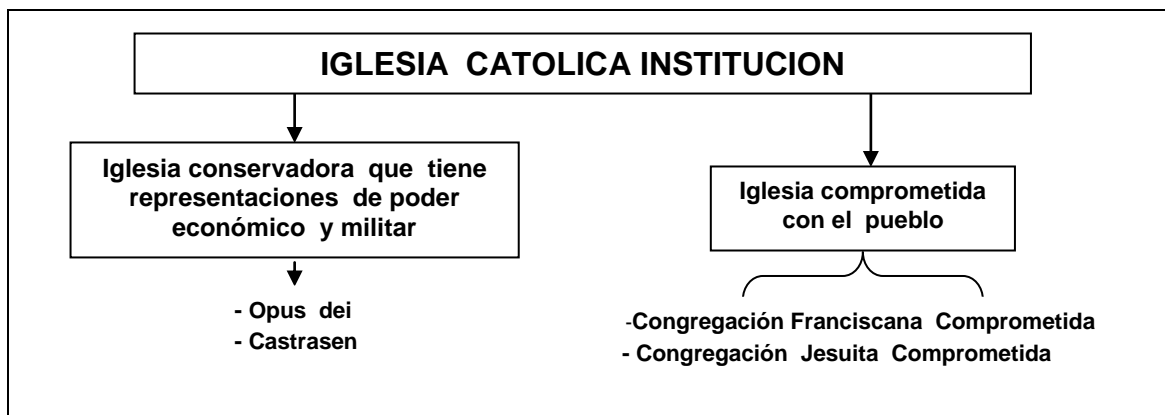 IGLESIA CATOLICA INSTITUCION
Iglesia conservadora que tiene
representaciones de poder
económico y militar
- Opus dei
- Castrasen
Iglesia comprometida
con el pueblo
-Congregación Franciscana Comprometida
- Congregación Jesuita Comprometida